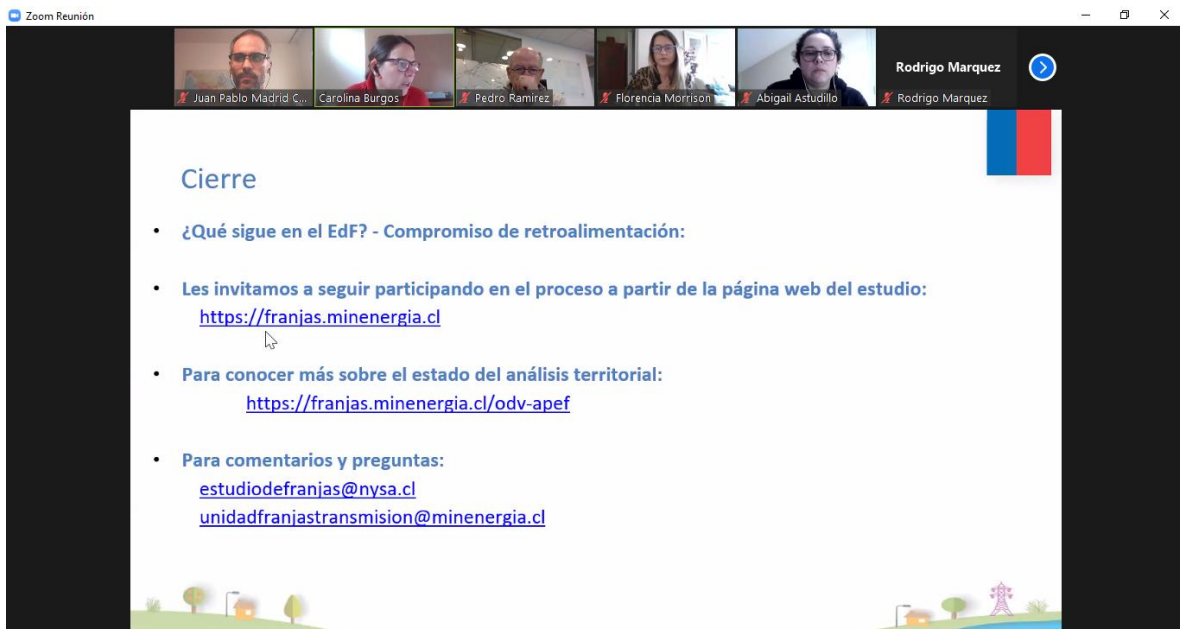 Zoom Reunión
Rodrigo Marquez
Juan Pablo Madrid C...
Carolina Burgos
Pedro Ramirez
Florencia Morrison
Abigail Astudillo
Rodrigo Marquez
Cierre
• ¿Qué sigue en el EdF? - Compromiso de retroalimentación:
• Les invitamos a seguir participando en el proceso a partir de la página web del estudio:
https://franjas.minenergia.cl
• Para conocer más sobre el estado del análisis territorial:
https://franjas.minenergia.cl/odv-apef
• Para comentarios y preguntas:
estudiodefranjas@nysa.cl
unidadfranjastransmision@minenergia.cl